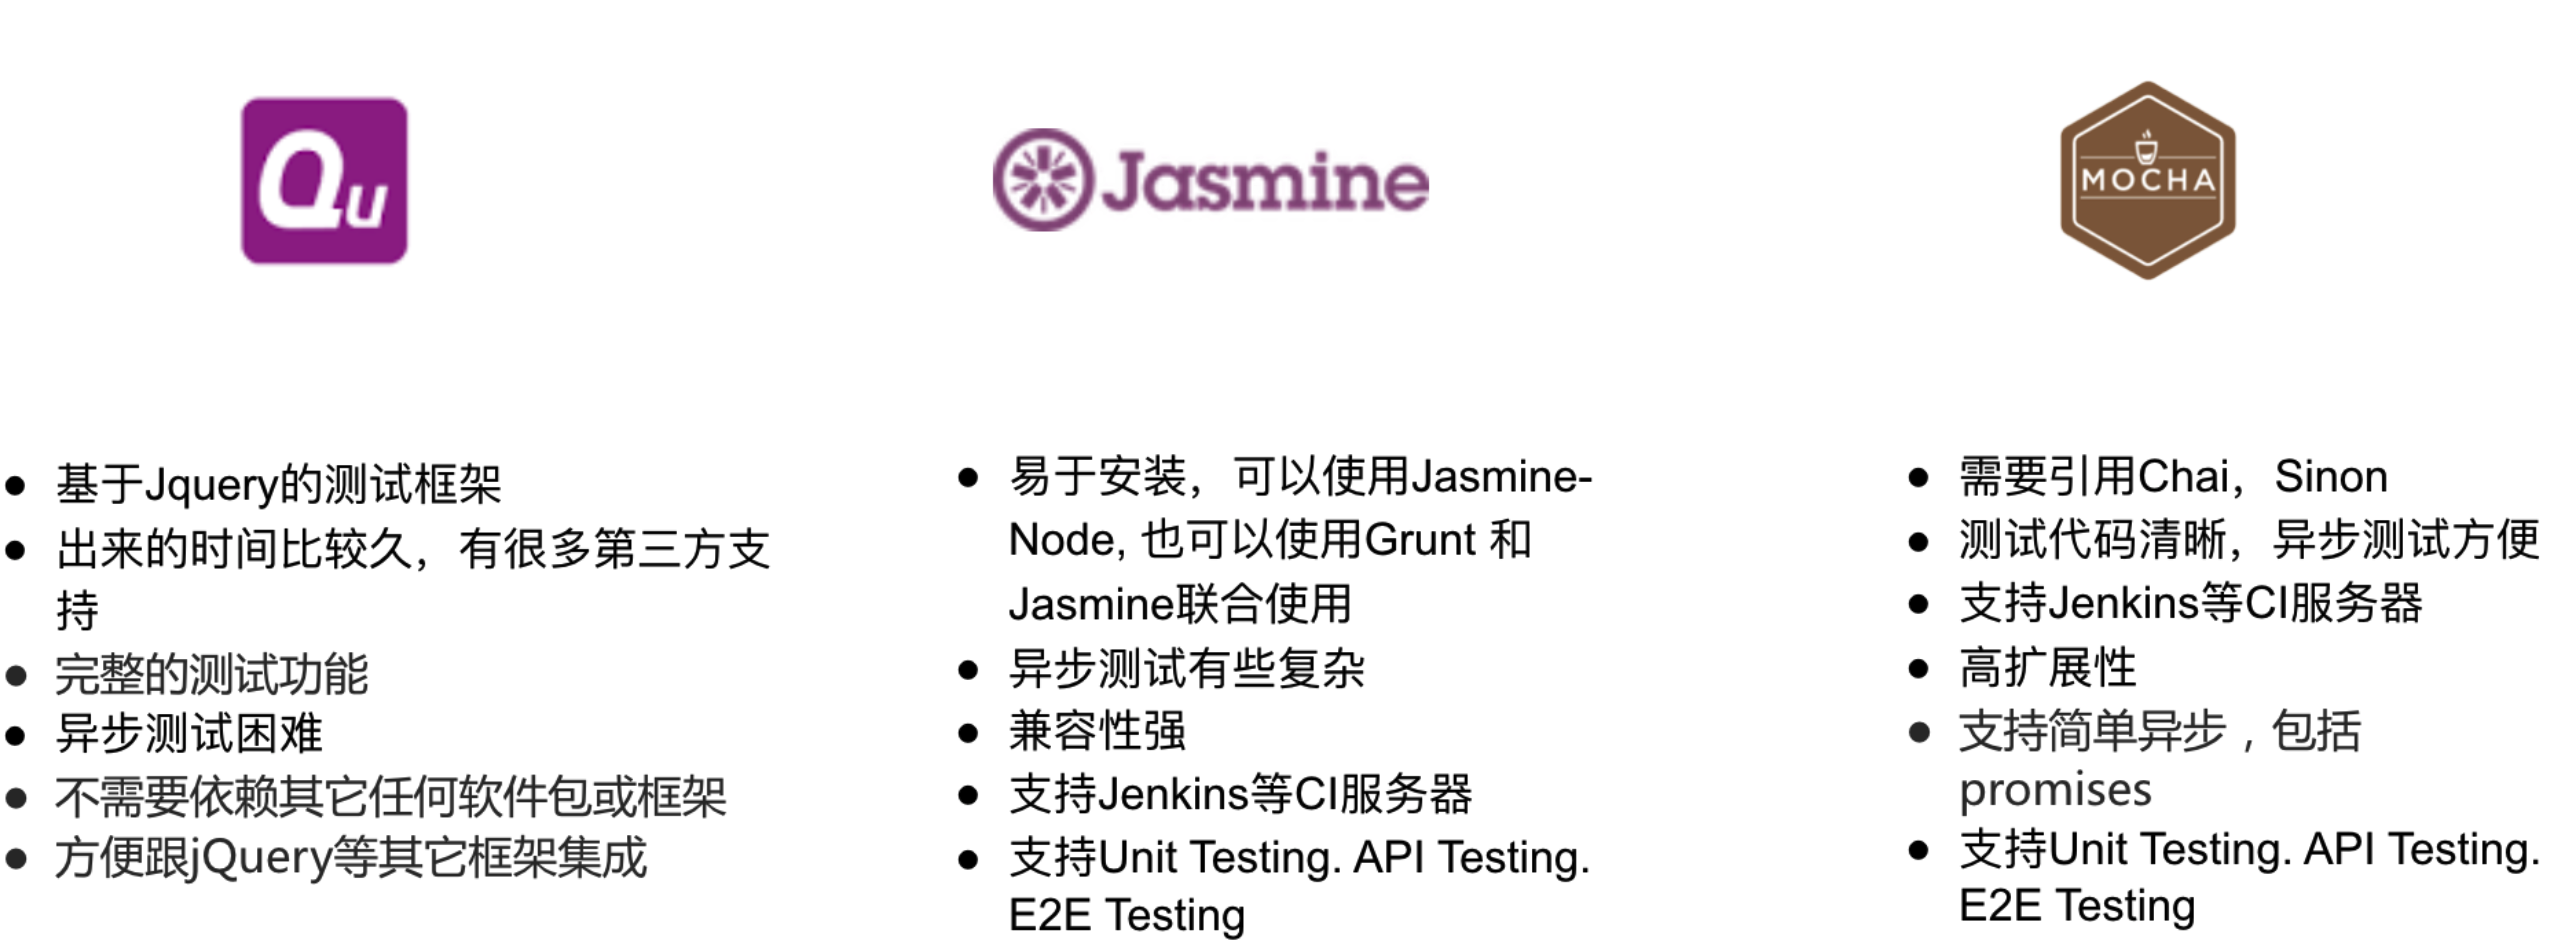 Qu
基于Jquery的测试框架
出来的时间比较久，有很多第三方支
持
完整的测试功能
异步测试困难
不需要依赖其它任何软件包或框架
方便跟jQuery等其它框架集成
Jasmine
易于安装，可以使用Jasmine-
Node, 也可以使用Grunt 和
Jasmine联合使用
异步测试有些复杂
兼容性强
支持Jenkins等CI服务器
支持Unit Testing. API Testing.
E2E Testing
MOCHA
需要引用Chai，Sinon
测试代码清晰，异步测试方便
支持Jenkins等CI服务器
高扩展性
支持简单异步，包括
promises
支持Unit Testing. API Testing.
E2E Testing